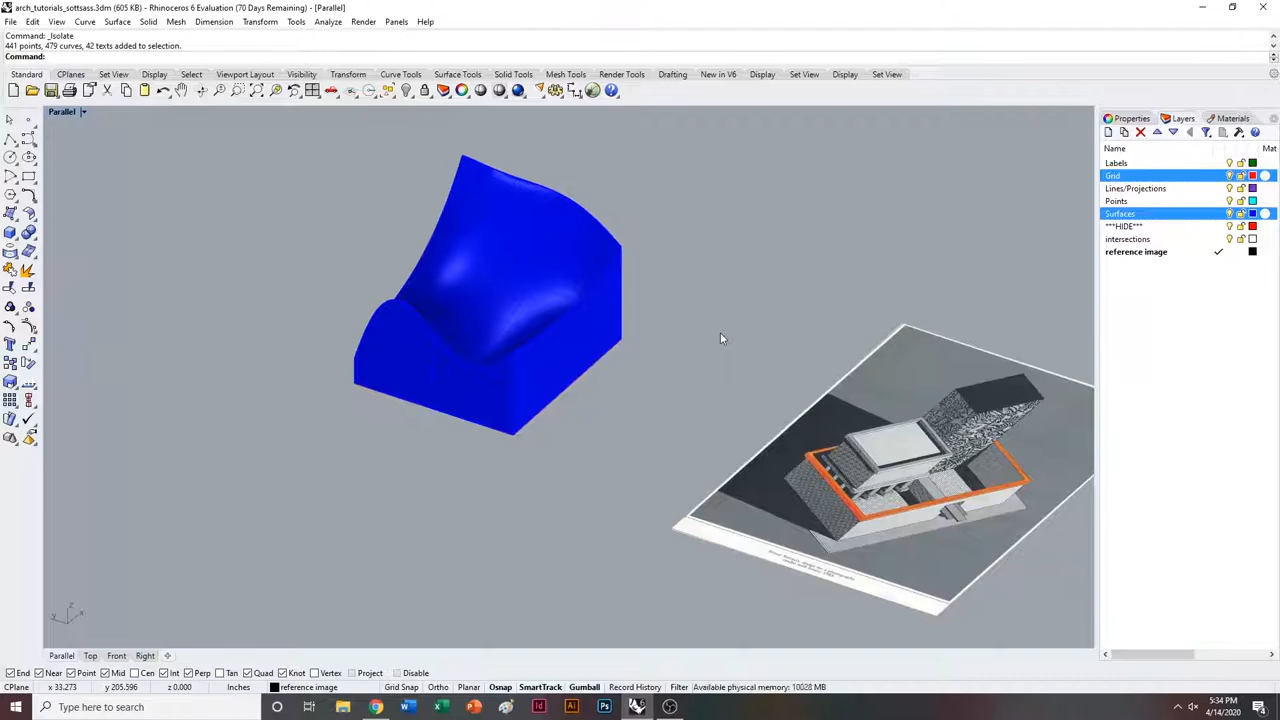 arch_tutorials_sottsass.3dm (605 KB) - Rhinoceros 6 Evaluation (70 Days Remaining) - [Parallel]
File Edit View Curve Surface Solid Mesh Dimension Transform Tools Analyze Render Panels Help
Command: _Isolate
441 points, 479 curves, 42 texts added to selection.
Command:
Standard CPlanes Set View Display Select Viewport Layout Visibility Transform Curve Tools Surface Tools Solid Tools Mesh Tools Render Tools Drafting New in V6 Display Set View Display Set View
Parallel
Properties Layers Materials
Name Mat
Labels
Grid
Lines/Projections
Points
Surfaces
***HIDE***
intersections
reference image
z
y x
Parallel Top Front Right
End Near Point Mid Cen Int Perp Tan Quad Knot Vertex Project Disable
CPlane x 33.273 y 205.596 z 0.000 Inches reference image Grid Snap Ortho Planar Osnap SmartTrack Gumball Record History Filter Available physical memory: 10028 MB
Type here to search
5:34 PM
4/14/2020